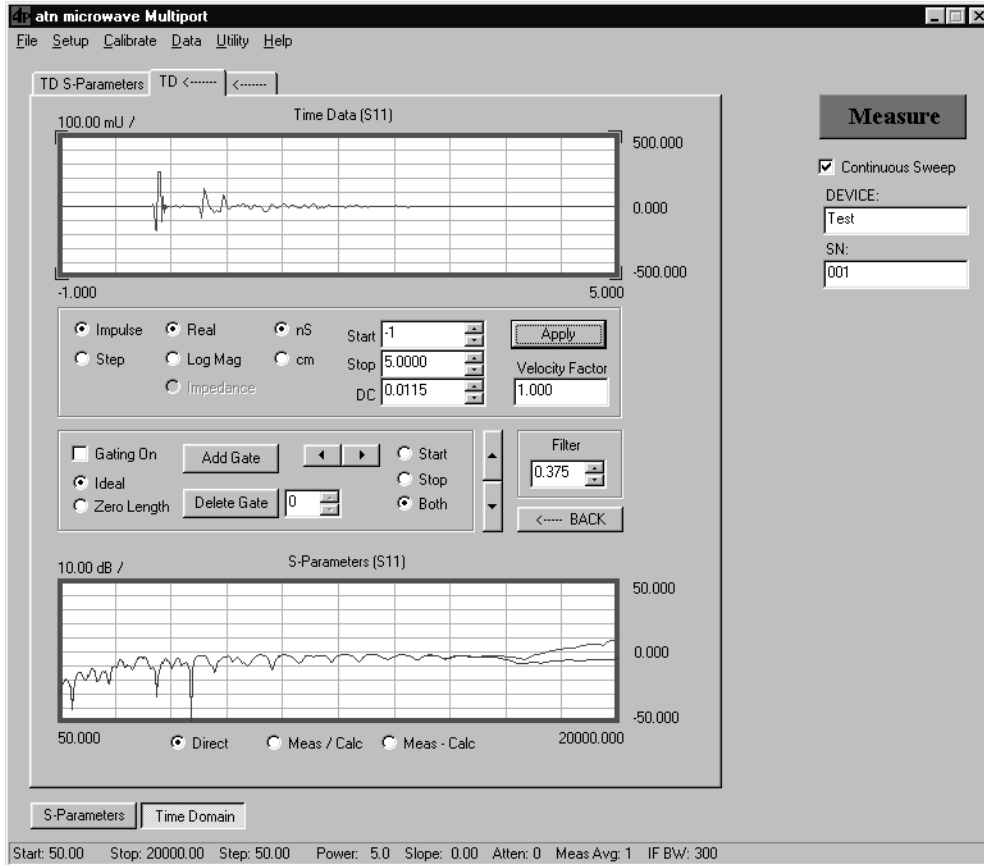 4P atn microwave Multiport
File Setup Calibrate Data Utility Help
TD S-Parameters TD <------- <-------
100.00 mU / Time Data (S11)
500.000
0.000
-500.000
-1.000 5.000
Impulse Real nS Start -1 Apply
Step Log Mag cm Stop 5.0000 Velocity Factor
Impedance DC 0.0115 1.000
Gating On Add Gate Start Filter
Ideal Stop 0.375
Zero Length Delete Gate 0 Both <----- BACK
10.00 dB / S-Parameters (S11)
50.000
0.000
-50.000
50.000 Direct Meas / Calc Meas - Calc 20000.000
S-Parameters Time Domain
Measure
Continuous Sweep
DEVICE:
Test
SN:
001
Start: 50.00 Stop: 20000.00 Step: 50.00 Power: 5.0 Slope: 0.00 Atten: 0 Meas Avg: 1 IF BW: 300